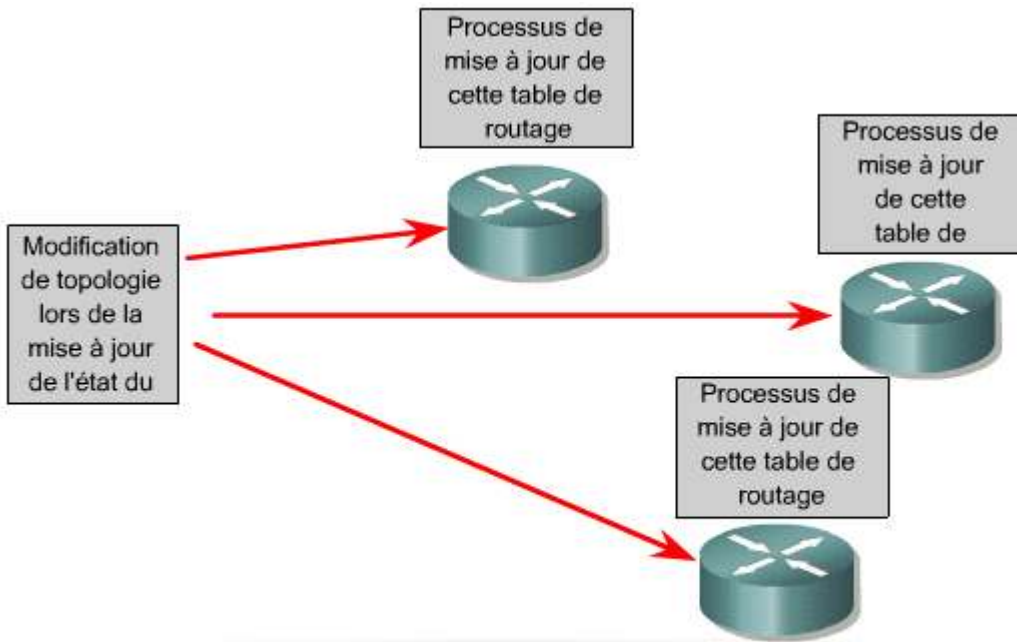 Processus de
mise à jour de
cette table de
routage
Processus de
mise à jour
de cette
table de
Modification
de topologie
lors de la
mise à jour
de l'état du
Processus de
mise à jour de
cette table de
routage